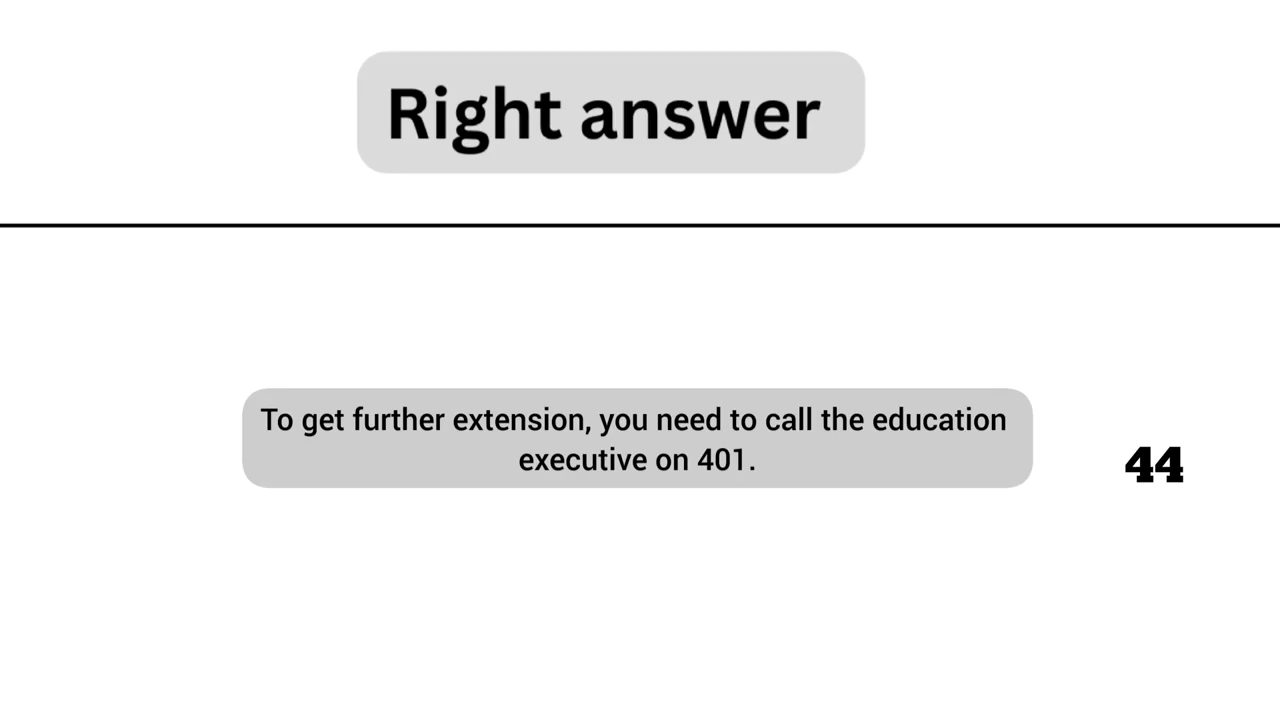 Right answer
To get further extension, you need to call the education
executive on 401.
44